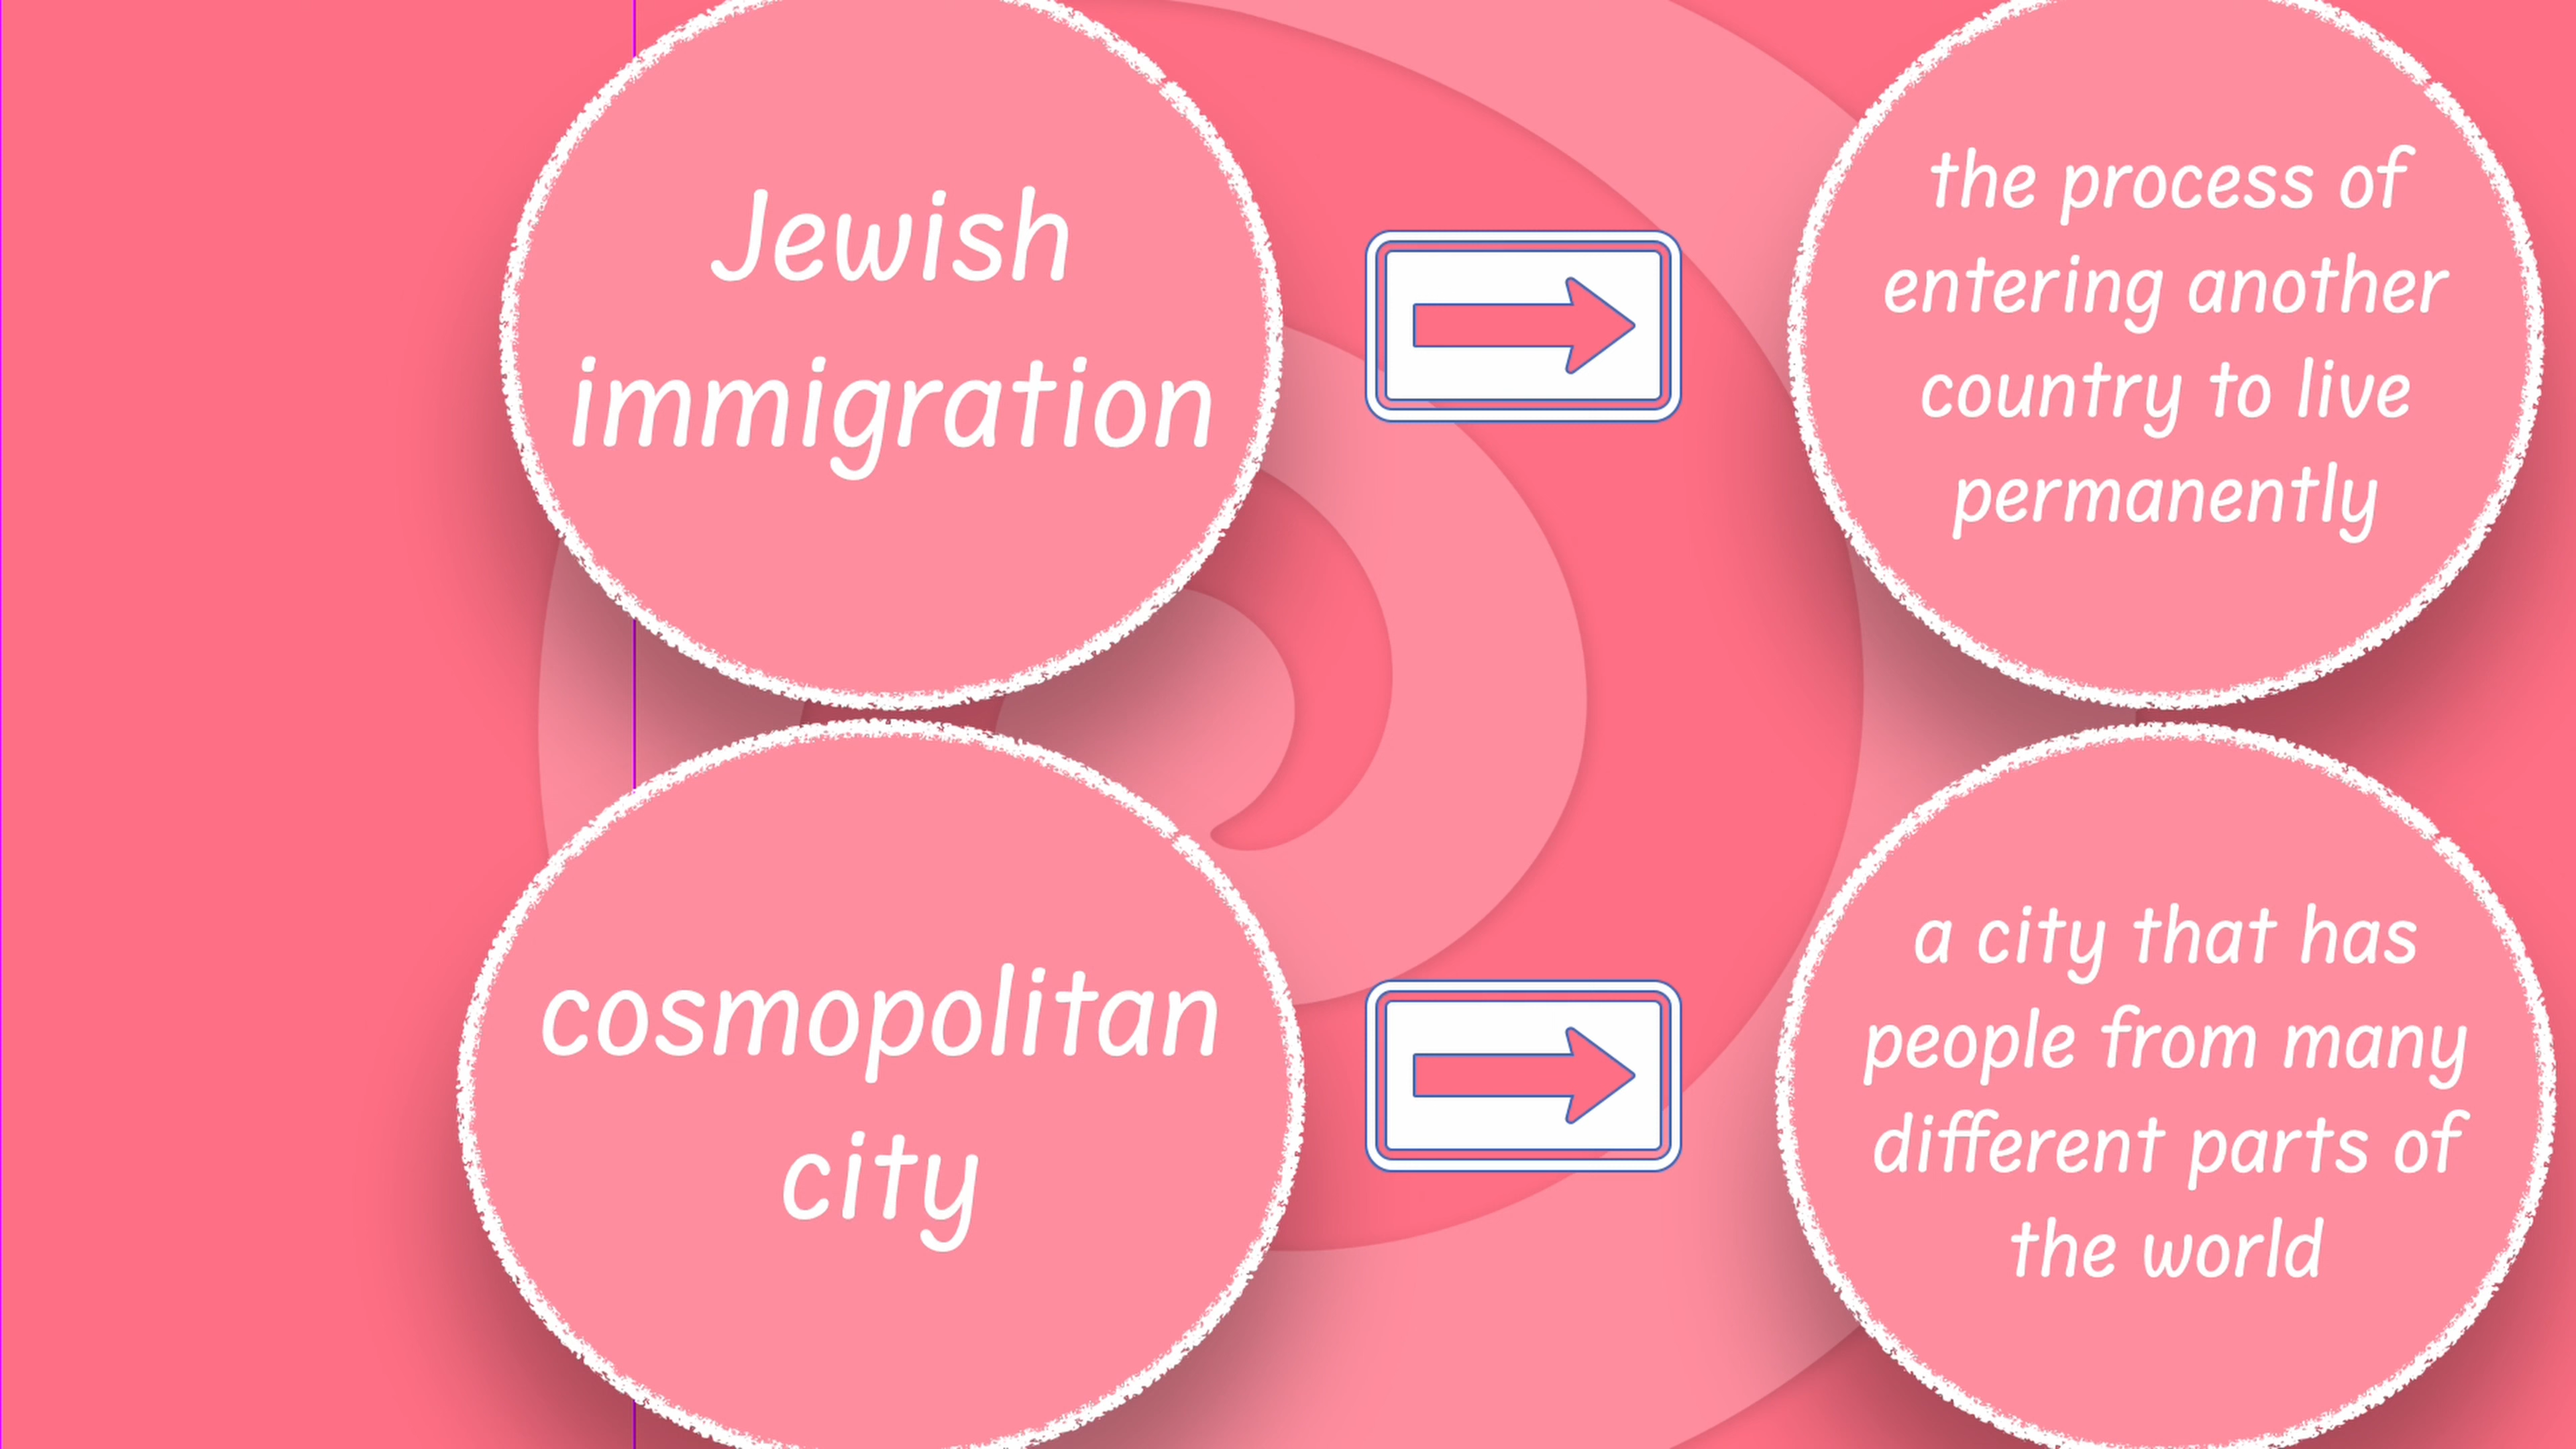 Jewish
immigration
the process of
entering another
country to live
permanently
cosmopolitan
city
a city that has
people from many
different parts of
the world